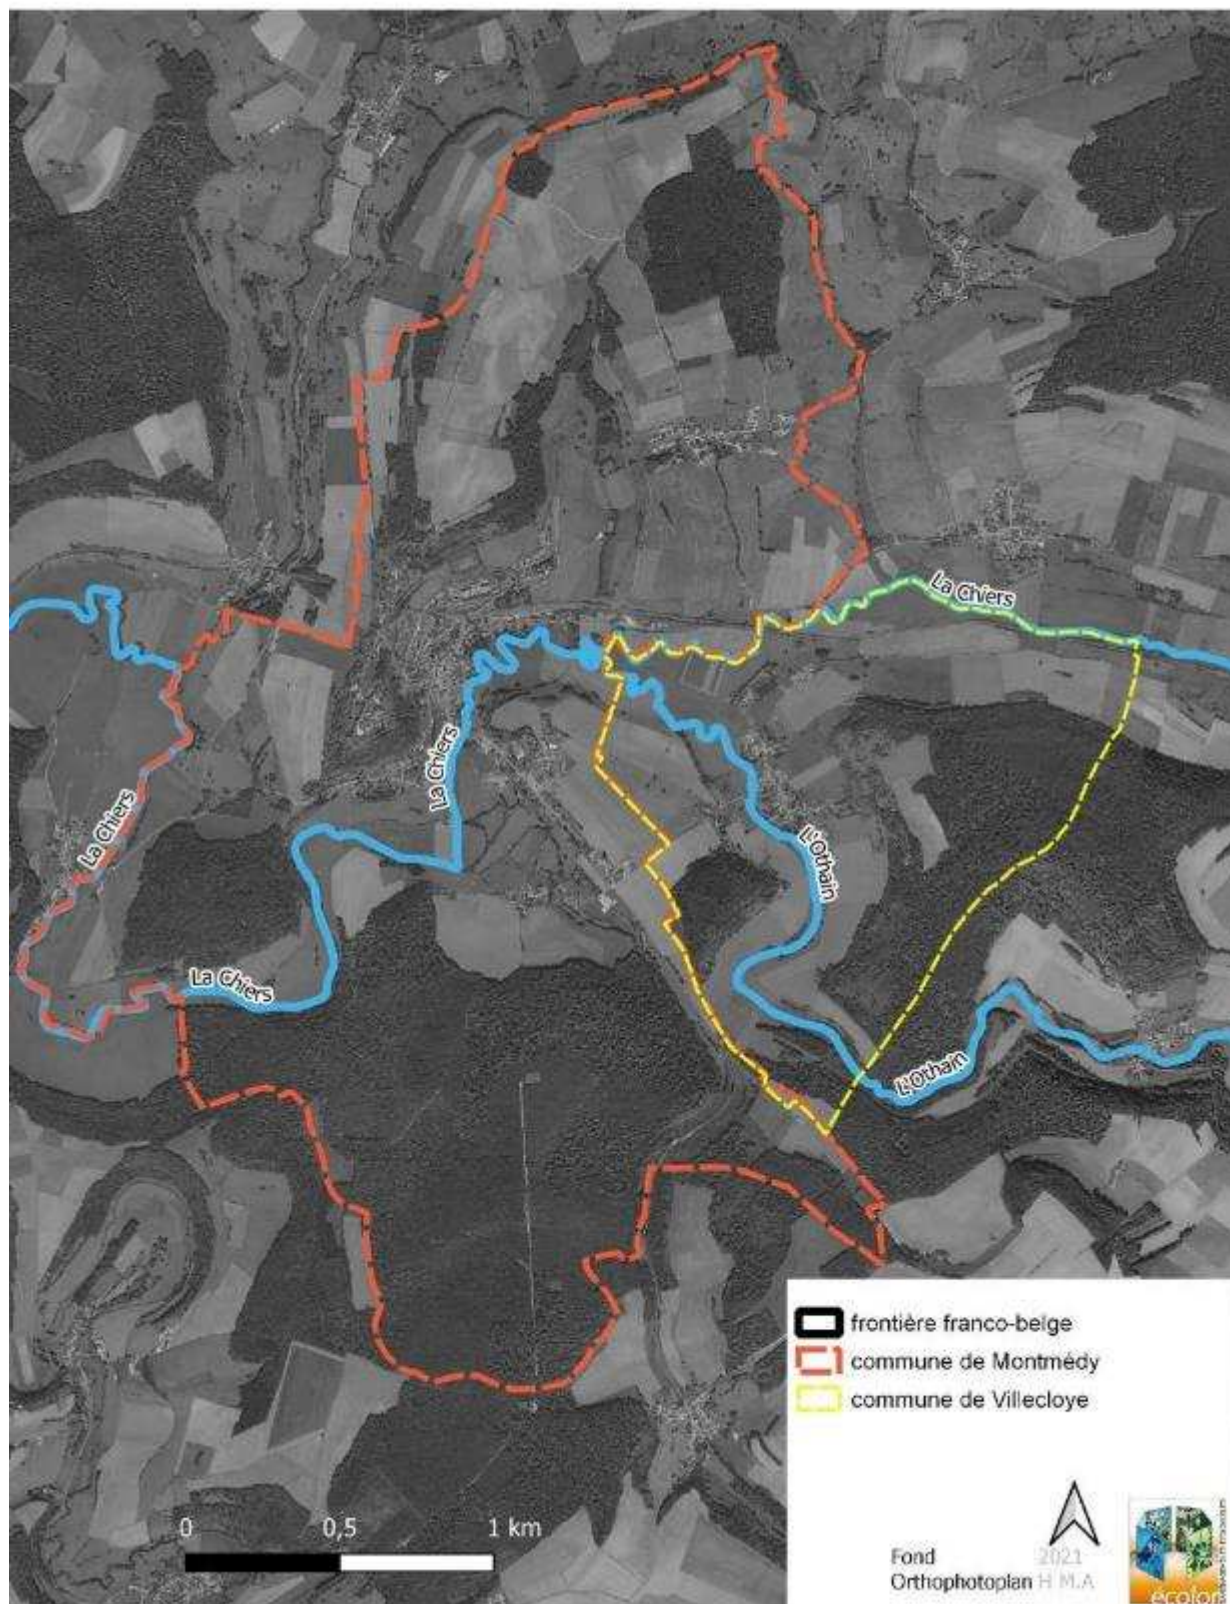 La Chiers
La Chiers
La Chiers
L'Othain
La Chiers
L'Othain
frontière franco-belge
commune de Montmédy
commune de Villecloye
0 0,5 1 km
Fond 2021
Orthophotoplan H M.A
écolor